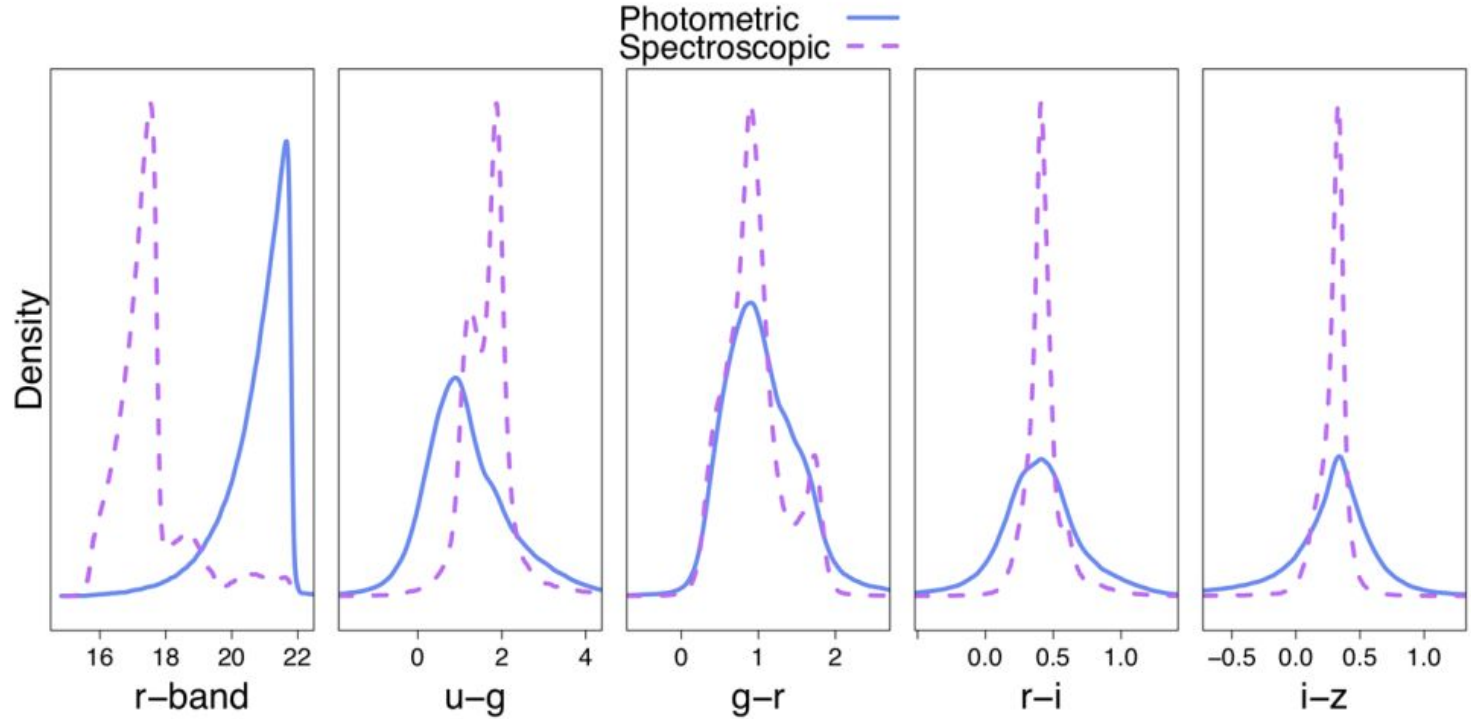 Photometric
Spectroscopic
Density
16 18 20 22
r−band
0 2 4
u−g
0 1 2
g−r
0.0 0.5 1.0
r−i
−0.5 0.0 0.5 1.0
i−z